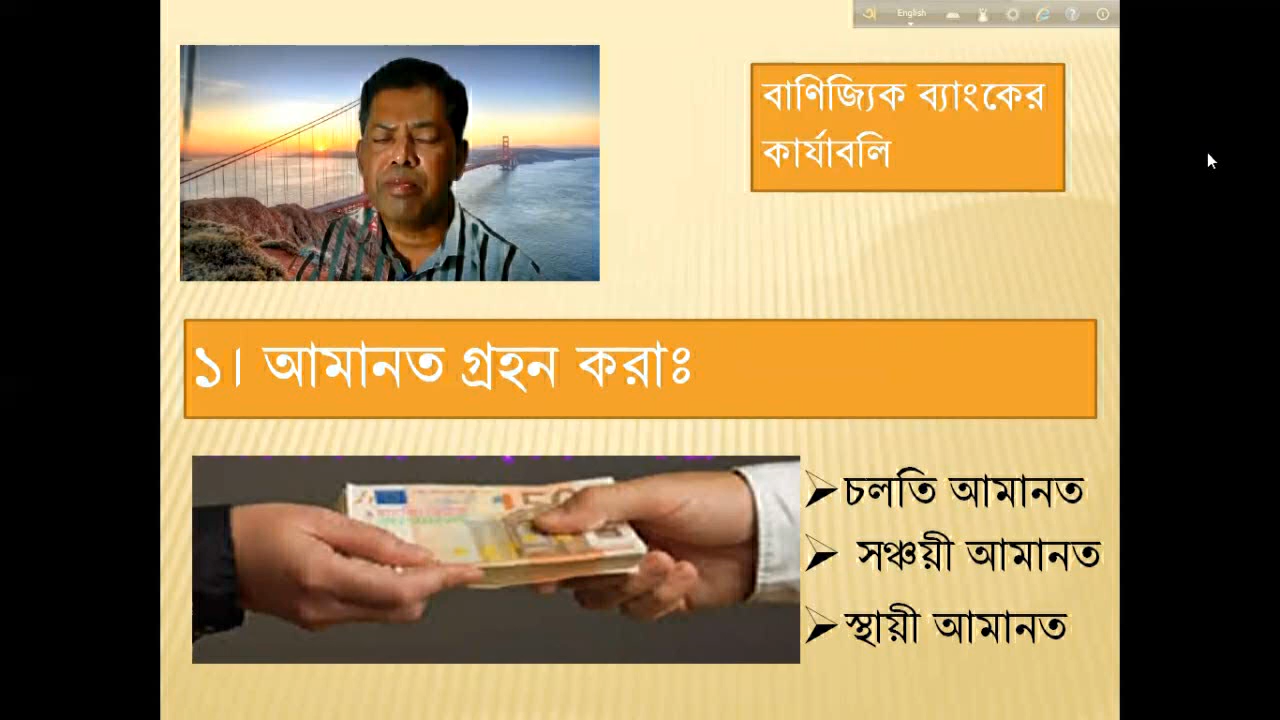 English
বাণিজ্যিক ব্যাংকের
কার্যাবলি
১। আমানত গ্রহন করাঃ
চলতি আমানত
সঞ্চয়ী আমানত
স্থায়ী আমানত